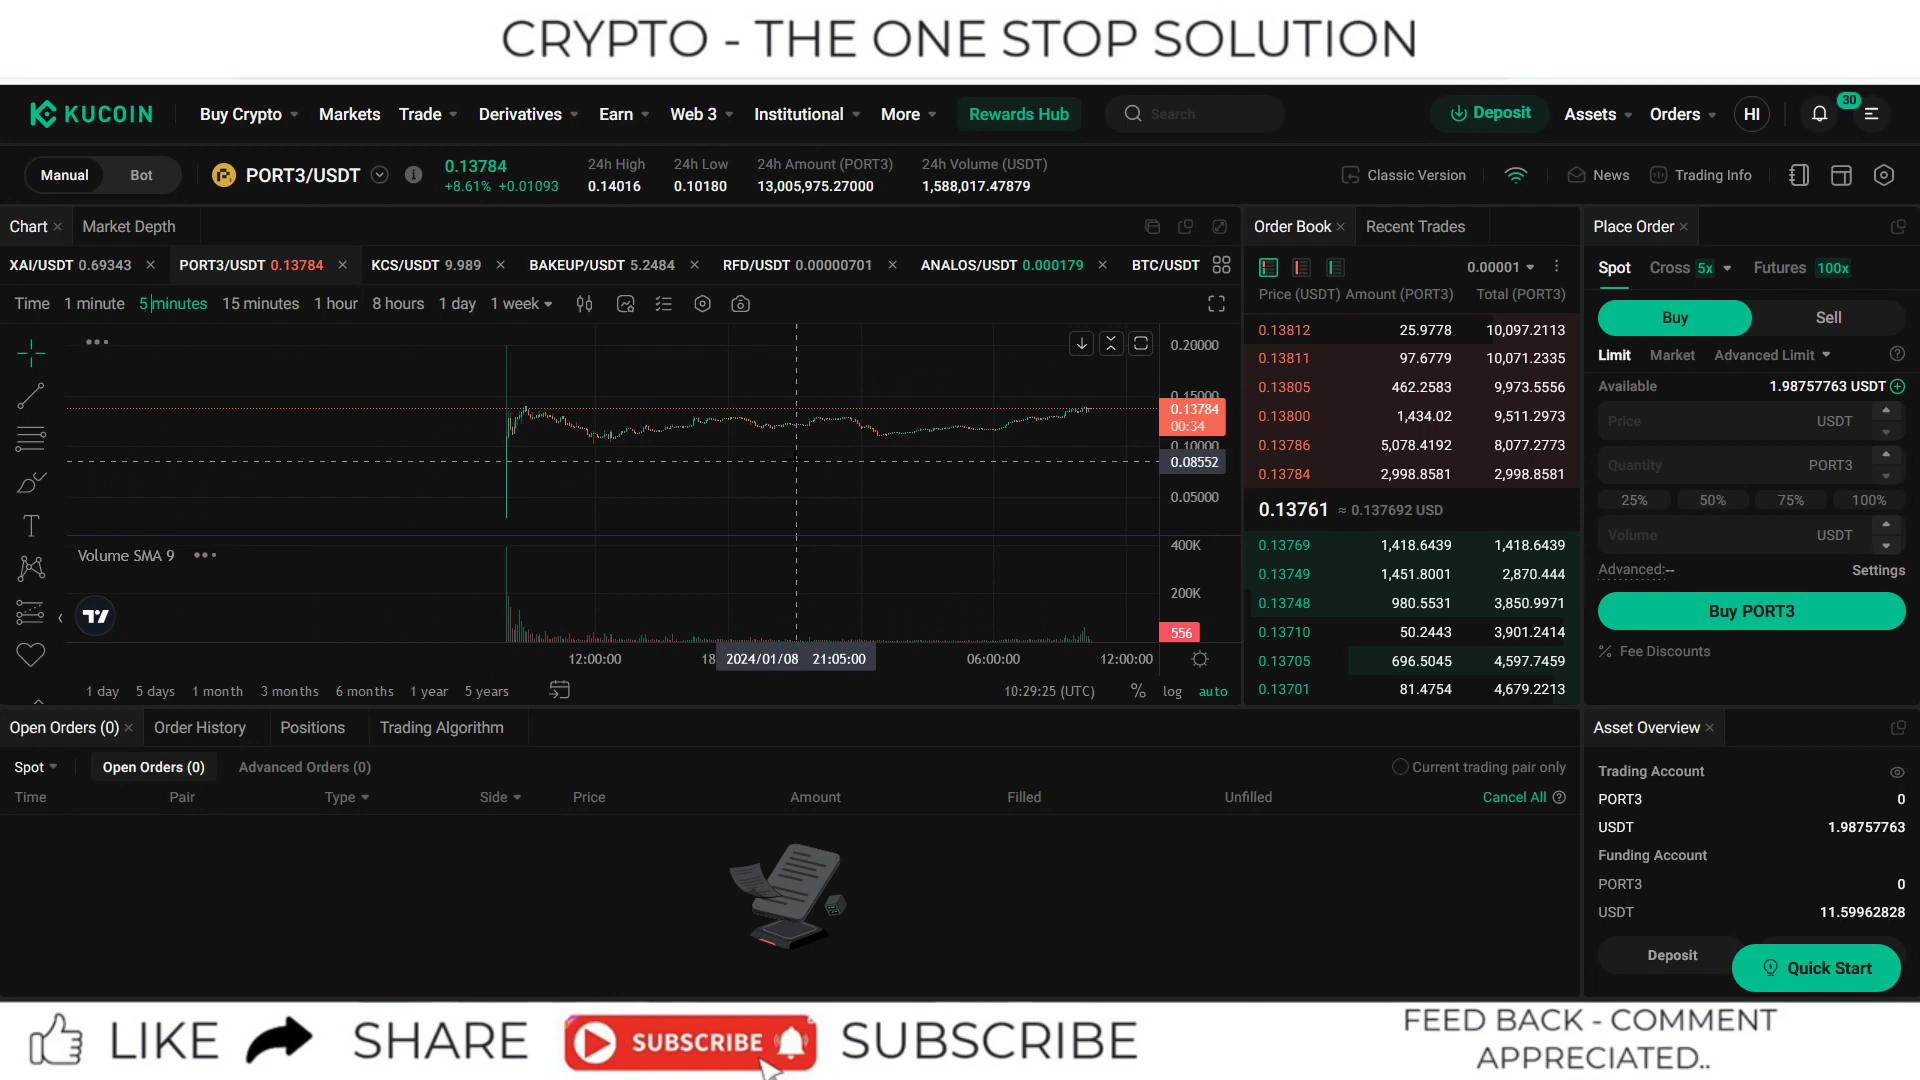 CRYPTO - THE ONE STOP SOLUTION
KUCOIN Buy Crypto Markets Trade Derivatives Earn Web 3 Institutional More Rewards Hub Search Deposit Assets Orders HI 30
Manual Bot PORT3/USDT 0.13784 24h High 24h Low 24h Amount (PORT3) 24h Volume (USDT) Classic Version News Trading Info
+8.61% +0.01093 0.14016 0.10180 13,005,975.27000 1,588,017.47879
Chart Market Depth
XAI/USDT 0.69343 PORT3/USDT 0.13784 KCS/USDT 9.989 BAKEUP/USDT 5.2484 RFD/USDT 0.00000701 ANALOS/USDT 0.000179 BTC/USDT
Time 1 minute 5 minutes 15 minutes 1 hour 8 hours 1 day 1 week
0.20000
0.15000
0.13784
00:34
0.10000
0.08552
0.05000
Volume SMA 9
400K
200K
556
12:00:00 18 2024/01/08 21:05:00 06:00:00 12:00:00
1 day 5 days 1 month 3 months 6 months 1 year 5 years 10:29:25 (UTC) % log auto
Order Book Recent Trades
0.00001
Price (USDT) Amount (PORT3) Total (PORT3)
0.13812 25.9778 10,097.2113
0.13811 97.6779 10,071.2335
0.13805 462.2583 9,973.5556
0.13800 1,434.02 9,511.2973
0.13786 5,078.4192 8,077.2773
0.13784 2,998.8581 2,998.8581
0.13761 ≈ 0.137692 USD
0.13769 1,418.6439 1,418.6439
0.13749 1,451.8001 2,870.444
0.13748 980.5531 3,850.9971
0.13710 50.2443 3,901.2414
0.13705 696.5045 4,597.7459
0.13701 81.4754 4,679.2213
Place Order
Spot Cross 5x Futures 100x
Buy Sell
Limit Market Advanced Limit
Available 1.98757763 USDT
Price USDT
Quantity PORT3
25% 50% 75% 100%
Volume USDT
Advanced:-- Settings
Buy PORT3
% Fee Discounts
Open Orders (0) Order History Positions Trading Algorithm
Spot Open Orders (0) Advanced Orders (0) Current trading pair only
Time Pair Type Side Price Amount Filled Unfilled Cancel All
Asset Overview
Trading Account
PORT3 0
USDT 1.98757763
Funding Account
PORT3 0
USDT 11.59962828
Deposit Quick Start
LIKE SHARE SUBSCRIBE SUBSCRIBE
FEED BACK - COMMENT
APPRECIATED..